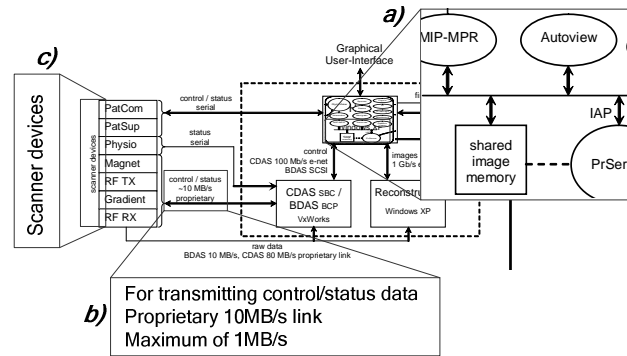 a)
MIP-MPR
Autoview
IAP
shared
image
memory
PrSer
c)
Scanner devices
scanner devices
PatCom
PatSup
Physio
Magnet
RF TX
Gradient
RF RX
Graphical
User-Interface
control / status
serial
status
serial
control / status
~10 MB/s
proprietary
control
CDAS 100 Mb/s e-net
BDAS SCSI
images
1 Gb/s e
fi
CDAS SBC /
BDAS BCP
VxWorks
Reconstru
Windows XP
raw data
BDAS 10 MB/s, CDAS 80 MB/s proprietary link
b)
For transmitting control/status data
Proprietary 10MB/s link
Maximum of 1MB/s